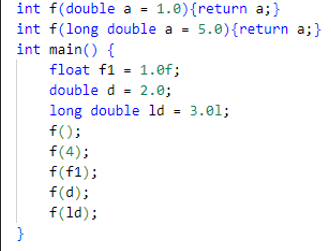 int f(double a = 1.0){return a;}
int f(long double a = 5.0){return a;}
int main() {
    float f1 = 1.0f;
    double d = 2.0;
    long double ld = 3.0l;
    f();
    f(4);
    f(f1);
    f(d);
    f(ld);
}